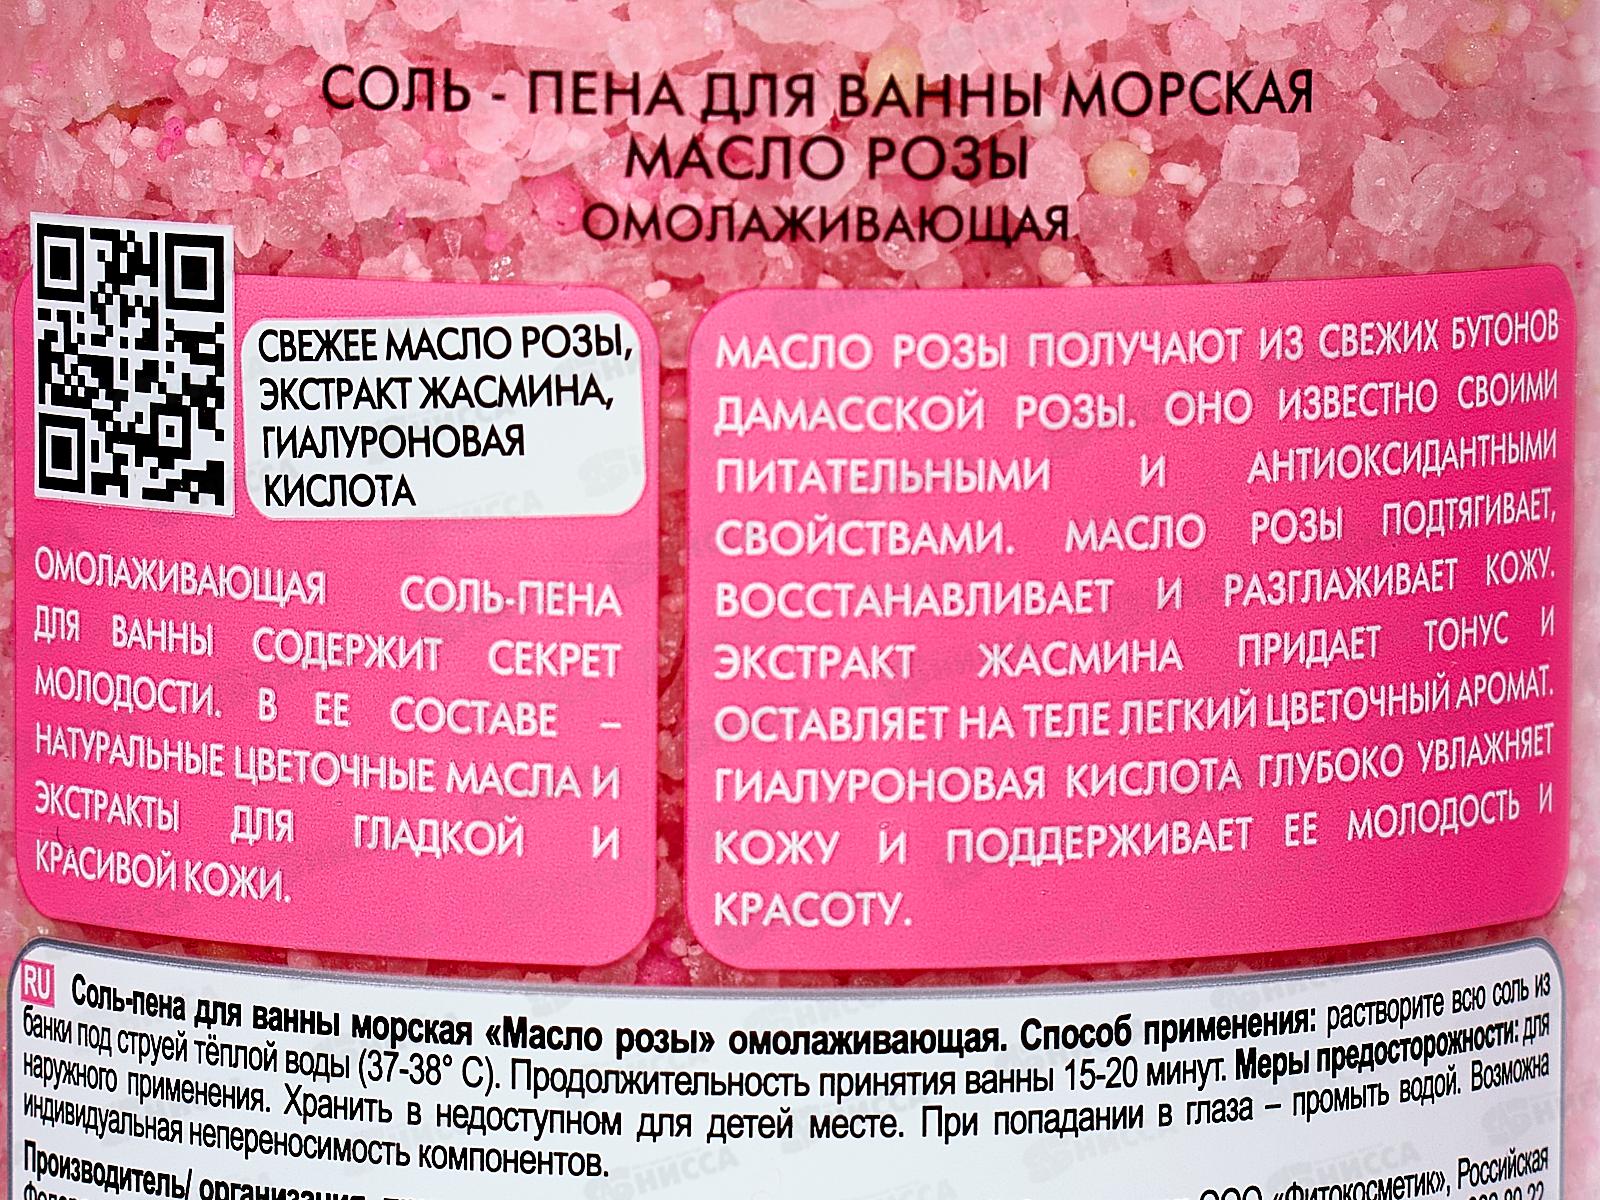 СОЛЬ - ПЕНА ДЛЯ ВАННЫ МОРСКАЯ
МАСЛО РОЗЫ
ОМОЛАЖИВАЮЩАЯ
СВЕЖЕЕ МАСЛО РОЗЫ,
ЭКСТРАКТ ЖАСМИНА,
ГИАЛУРОНОВАЯ
КИСЛОТА
ОМОЛАЖИВАЮЩАЯ СОЛЬ-ПЕНА
ДЛЯ ВАННЫ СОДЕРЖИТ СЕКРЕТ
МОЛОДОСТИ. В ЕЕ СОСТАВЕ –
НАТУРАЛЬНЫЕ ЦВЕТОЧНЫЕ МАСЛА И
ЭКСТРАКТЫ ДЛЯ ГЛАДКОЙ И
КРАСИВОЙ КОЖИ.
МАСЛО РОЗЫ ПОЛУЧАЮТ ИЗ СВЕЖИХ БУТОНОВ
ДАМАССКОЙ РОЗЫ. ОНО ИЗВЕСТНО СВОИМИ
ПИТАТЕЛЬНЫМИ И АНТИОКСИДАНТНЫМИ
СВОЙСТВАМИ. МАСЛО РОЗЫ ПОДТЯГИВАЕТ,
ВОССТАНАВЛИВАЕТ И РАЗГЛАЖИВАЕТ КОЖУ.
ЭКСТРАКТ ЖАСМИНА ПРИДАЕТ ТОНУС И
ОСТАВЛЯЕТ НА ТЕЛЕ ЛЕГКИЙ ЦВЕТОЧНЫЙ АРОМАТ.
ГИАЛУРОНОВАЯ КИСЛОТА ГЛУБОКО УВЛАЖНЯЕТ
КОЖУ И ПОДДЕРЖИВАЕТ ЕЕ МОЛОДОСТЬ И
КРАСОТУ.
RU Соль-пена для ванны морская «Масло розы» омолаживающая. Способ применения: растворите всю соль из
банки под струей тёплой воды (37-38° С). Продолжительность принятия ванны 15-20 минут. Меры предосторожности: для
наружного применения. Хранить в недоступном для детей месте. При попадании в глаза – промыть водой. Возможна
индивидуальная непереносимость компонентов.
Производитель/ организация, ООО «Фитокосметик», Российская